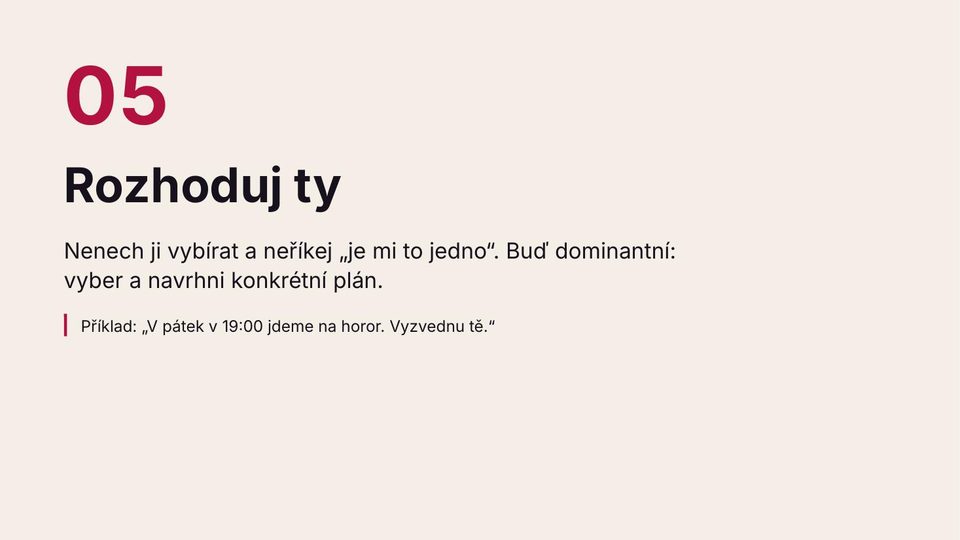 05
Rozhoduj ty
Nenech ji vybírat a neříkej „je mi to jedno“. Buď dominantní:
vyber a navrhni konkrétní plán.
Příklad: „V pátek v 19:00 jdeme na horor. Vyzvednu tě.“